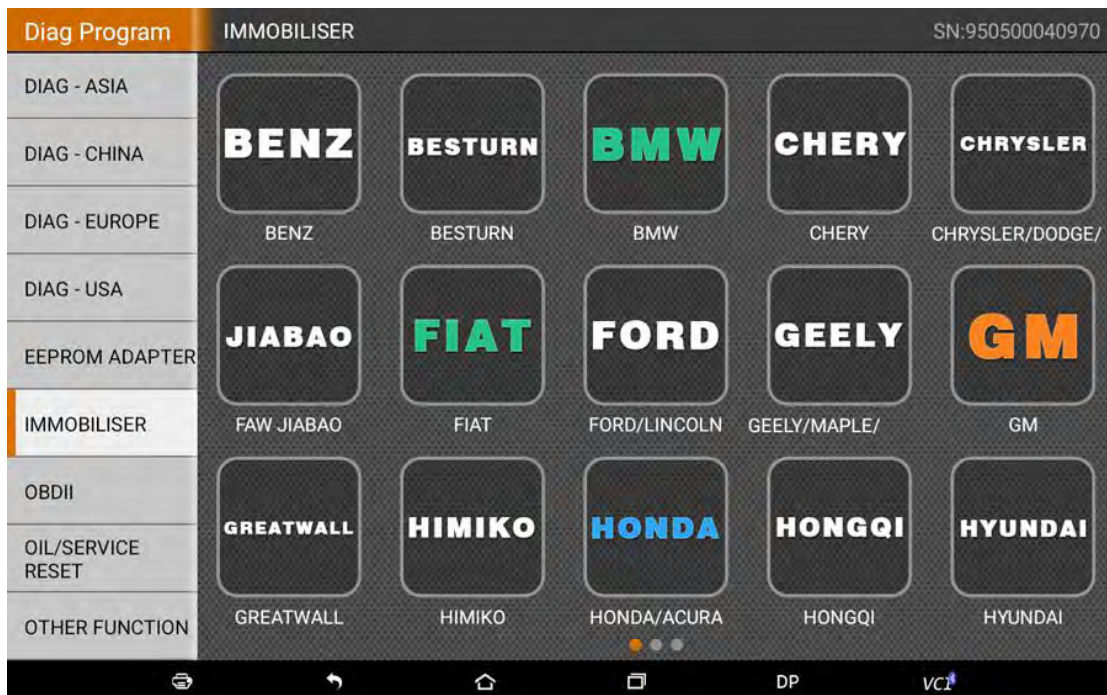 Diag Program
IMMOBILISER
SN:950500040970
DIAG - ASIA
DIAG - CHINA
DIAG - EUROPE
DIAG - USA
EEPROM ADAPTER
IMMOBILISER
OBDII
OIL/SERVICE
RESET
OTHER FUNCTION
BENZ
BESTURN
BMW
CHERY
CHRYSLER
BENZ
BESTURN
BMW
CHERY
CHRYSLER/DODGE/
JIABAO
FIAT
FORD
GEELY
GM
FAW JIABAO
FIAT
FORD/LINCOLN
GEELY/MAPLE/
GM
GREATWALL
HIMIKO
HONDA
HONGQI
HYUNDAI
GREATWALL
HIMIKO
HONDA/ACURA
HONGQI
HYUNDAI
DP
VCI